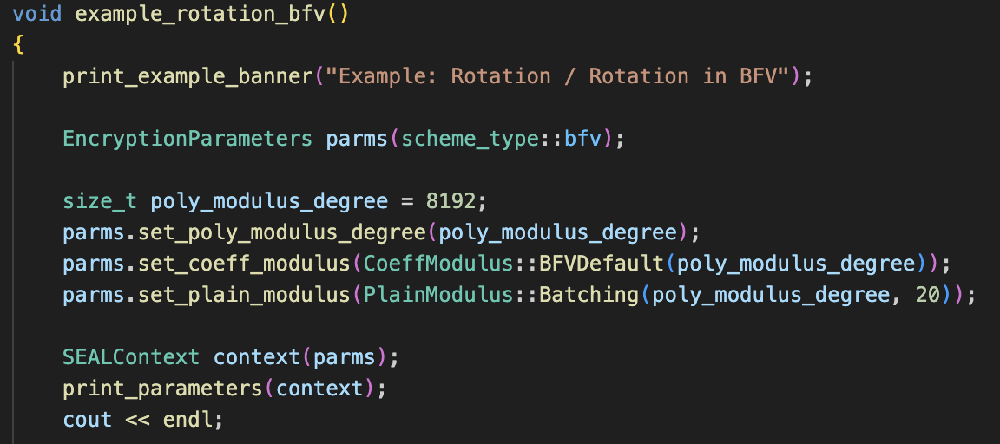 void example_rotation_bfv()
{
    print_example_banner("Example: Rotation / Rotation in BFV");

    EncryptionParameters parms(scheme_type::bfv);

    size_t poly_modulus_degree = 8192;
    parms.set_poly_modulus_degree(poly_modulus_degree);
    parms.set_coeff_modulus(CoeffModulus::BFVDefault(poly_modulus_degree));
    parms.set_plain_modulus(PlainModulus::Batching(poly_modulus_degree, 20));

    SEALContext context(parms);
    print_parameters(context);
    cout << endl;